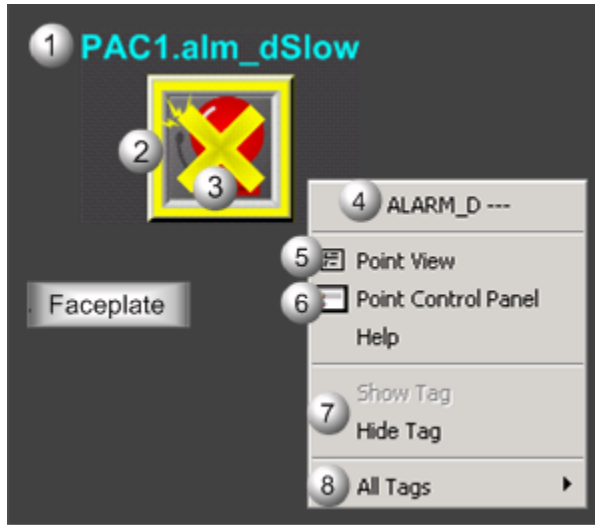 1 PAC1.alm_dSlow
2
3
4 ALARM_D ---
5 Point View
Faceplate
6 Point Control Panel
Help
Show Tag
7
Hide Tag
8 All Tags